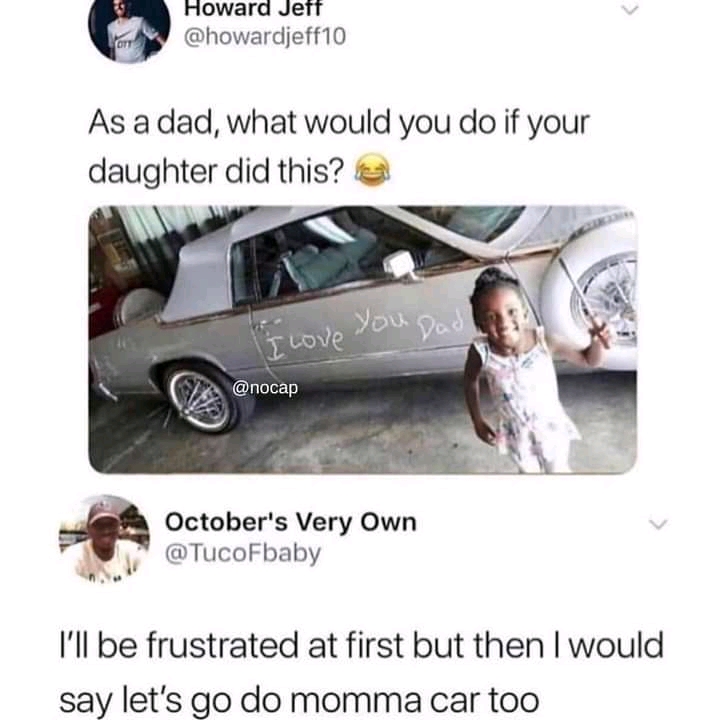 Howard Jeff
@howardjeff10
As a dad, what would you do if your
daughter did this? 😂
I Love You Dad
@nocap
October's Very Own
@TucoFbaby
I'll be frustrated at first but then I would
say let's go do momma car too